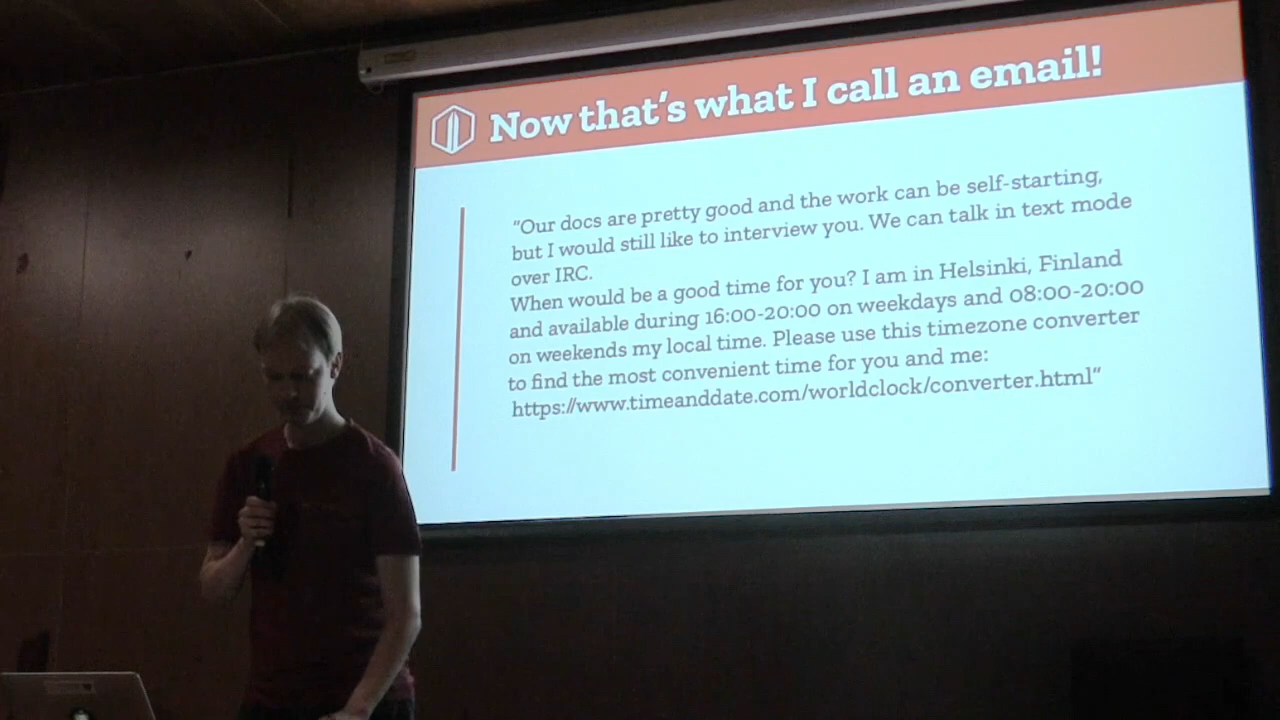 Now that's what I call an email!
"Our docs are pretty good and the work can be self-starting,
but I would still like to interview you. We can talk in text mode
over IRC.
When would be a good time for you? I am in Helsinki, Finland
and available during 16:00-20:00 on weekdays and 08:00-20:00
on weekends my local time. Please use this timezone converter
to find the most convenient time for you and me:
https://www.timeanddate.com/worldclock/converter.html"